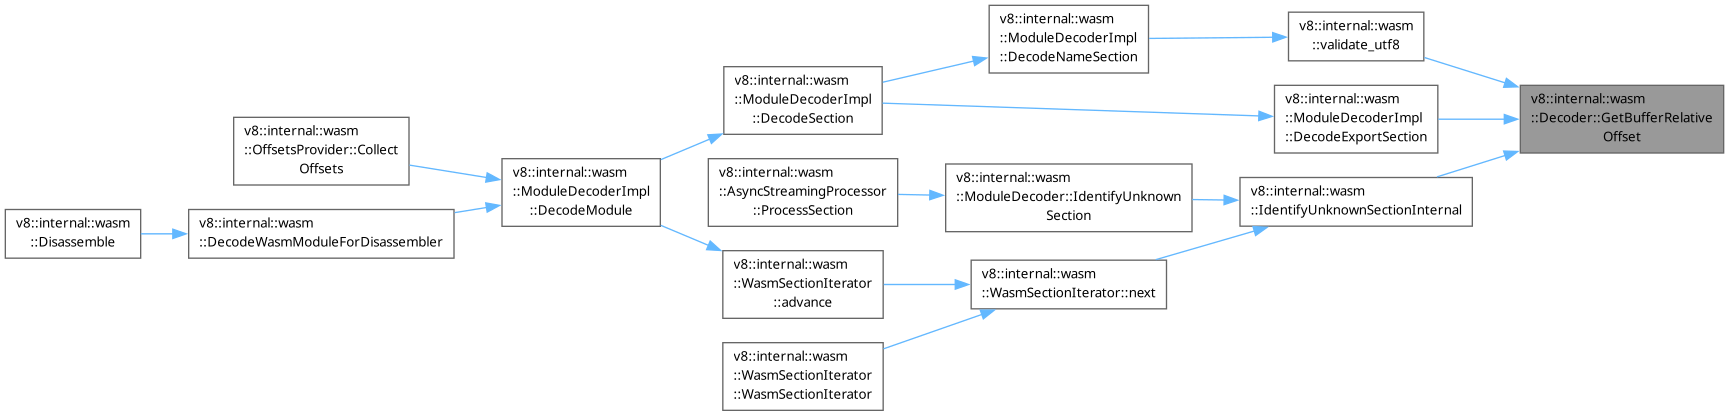 v8::internal::wasm
::Disassemble
v8::internal::wasm
::OffsetsProvider::Collect
Offsets
v8::internal::wasm
::DecodeWasmModuleForDisassembler
v8::internal::wasm
::ModuleDecoderImpl
::DecodeModule
v8::internal::wasm
::ModuleDecoderImpl
::DecodeSection
v8::internal::wasm
::AsyncStreamingProcessor
::ProcessSection
v8::internal::wasm
::WasmSectionIterator
::advance
v8::internal::wasm
::WasmSectionIterator
::WasmSectionIterator
v8::internal::wasm
::ModuleDecoderImpl
::DecodeNameSection
v8::internal::wasm
::ModuleDecoder::IdentifyUnknown
Section
v8::internal::wasm
::WasmSectionIterator::next
v8::internal::wasm
::validate_utf8
v8::internal::wasm
::ModuleDecoderImpl
::DecodeExportSection
v8::internal::wasm
::IdentifyUnknownSectionInternal
v8::internal::wasm
::Decoder::GetBufferRelative
Offset